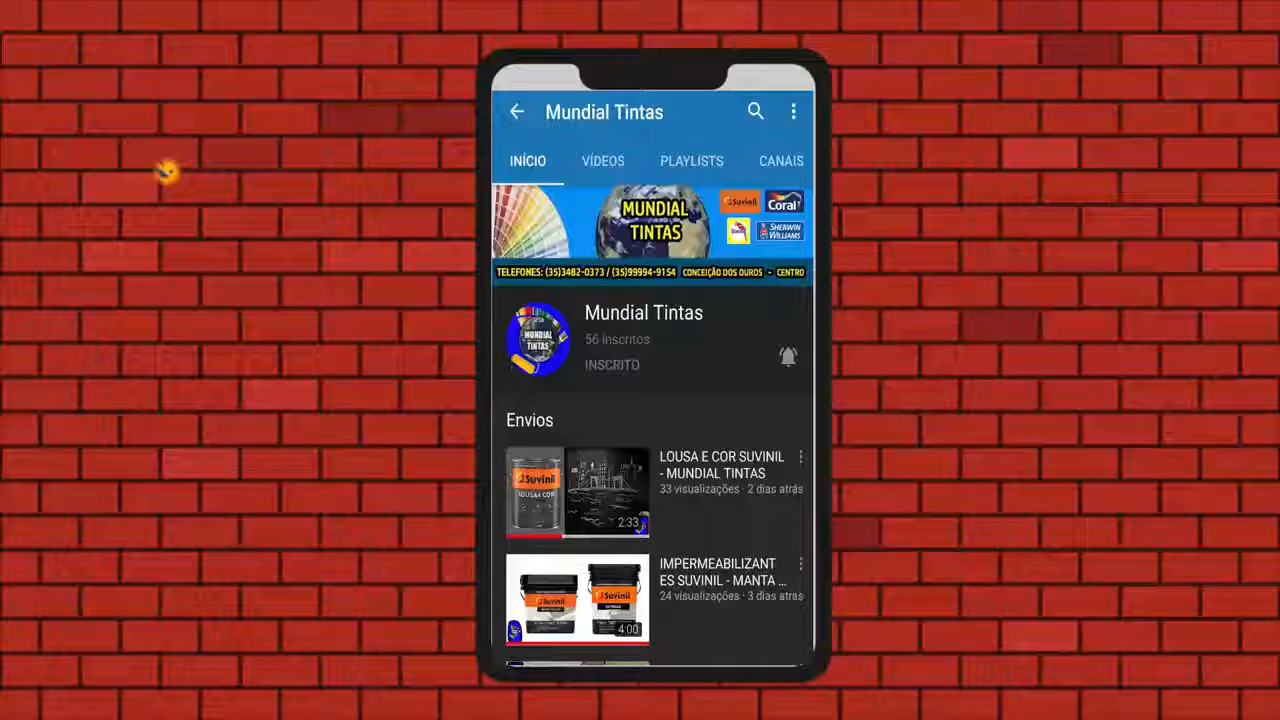 Mundial Tintas
INÍCIO VÍDEOS PLAYLISTS CANAIS
MUNDIAL
TINTAS
Suvinil Coral
SHERWIN
WILLIAMS
TELEFONES: (35)3482-0373 / (35)99994-9154 CONCEIÇÃO DOS OUROS - CENTRO
MUNDIAL
TINTAS
Mundial Tintas
56 inscritos
INSCRITO
Envios
Suvinil
LOUSA E COR
2:33
LOUSA E COR SUVINIL
- MUNDIAL TINTAS
33 visualizações · 2 dias atrás
Suvinil
Suvinil
4:00
IMPERMEABILIZANT
ES SUVINIL - MANTA ...
24 visualizações · 3 dias atrás